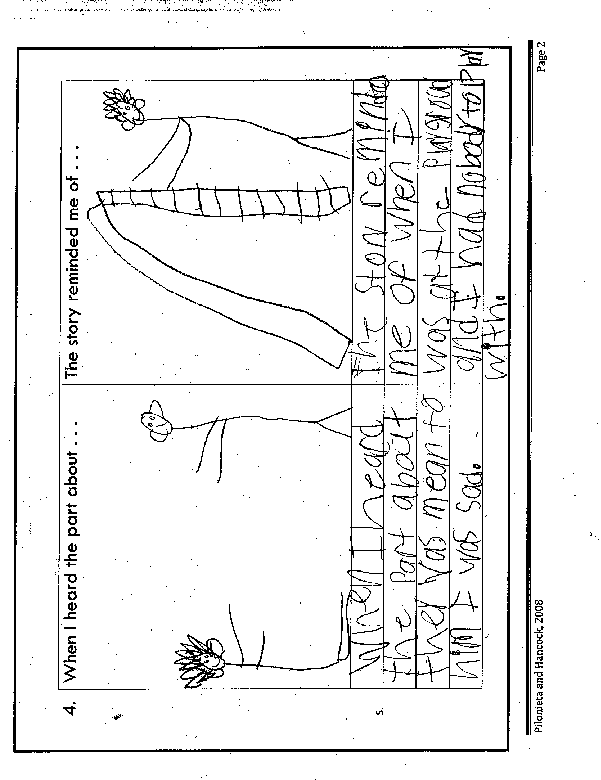 4. When I heard the part about . . .
The story reminded me of . . .
5.
When I heard
the Part about
they was mean to
him I was sad.
The Story reminded
me of when I
was at the Playgroun
and I had nobody to Play
with.
Pilonieta and Hancock, 2008
Page 2